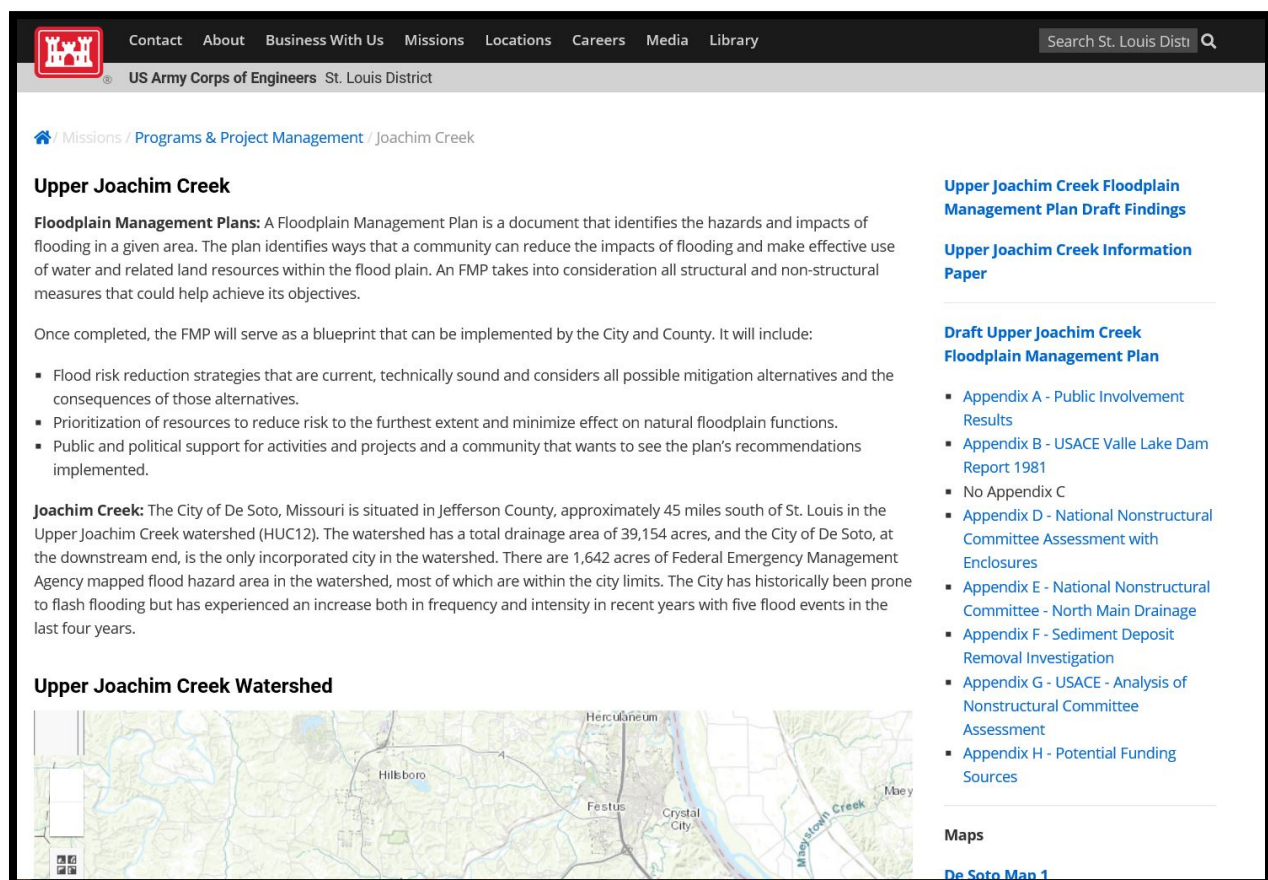 Contact About Business With Us Missions Locations Careers Media Library
Search St. Louis Distr
® US Army Corps of Engineers St. Louis District
/ Missions / Programs & Project Management / Joachim Creek
Upper Joachim Creek
Floodplain Management Plans: A Floodplain Management Plan is a document that identifies the hazards and impacts of
flooding in a given area. The plan identifies ways that a community can reduce the impacts of flooding and make effective use
of water and related land resources within the flood plain. An FMP takes into consideration all structural and non-structural
measures that could help achieve its objectives.
Once completed, the FMP will serve as a blueprint that can be implemented by the City and County. It will include:
▪ Flood risk reduction strategies that are current, technically sound and considers all possible mitigation alternatives and the
consequences of those alternatives.
▪ Prioritization of resources to reduce risk to the furthest extent and minimize effect on natural floodplain functions.
▪ Public and political support for activities and projects and a community that wants to see the plan's recommendations
implemented.
Joachim Creek: The City of De Soto, Missouri is situated in Jefferson County, approximately 45 miles south of St. Louis in the
Upper Joachim Creek watershed (HUC12). The watershed has a total drainage area of 39,154 acres, and the City of De Soto, at
the downstream end, is the only incorporated city in the watershed. There are 1,642 acres of Federal Emergency Management
Agency mapped flood hazard area in the watershed, most of which are within the city limits. The City has historically been prone
to flash flooding but has experienced an increase both in frequency and intensity in recent years with five flood events in the
last four years.
Upper Joachim Creek Watershed
Herculaneum
Hillsboro
Festus
Crystal
City
Maey
Maeystown Creek
Upper Joachim Creek Floodplain
Management Plan Draft Findings
Upper Joachim Creek Information
Paper
Draft Upper Joachim Creek
Floodplain Management Plan
▪ Appendix A - Public Involvement
Results
▪ Appendix B - USACE Valle Lake Dam
Report 1981
▪ No Appendix C
▪ Appendix D - National Nonstructural
Committee Assessment with
Enclosures
▪ Appendix E - National Nonstructural
Committee - North Main Drainage
▪ Appendix F - Sediment Deposit
Removal Investigation
▪ Appendix G - USACE - Analysis of
Nonstructural Committee
Assessment
▪ Appendix H - Potential Funding
Sources
Maps
De Soto Map 1